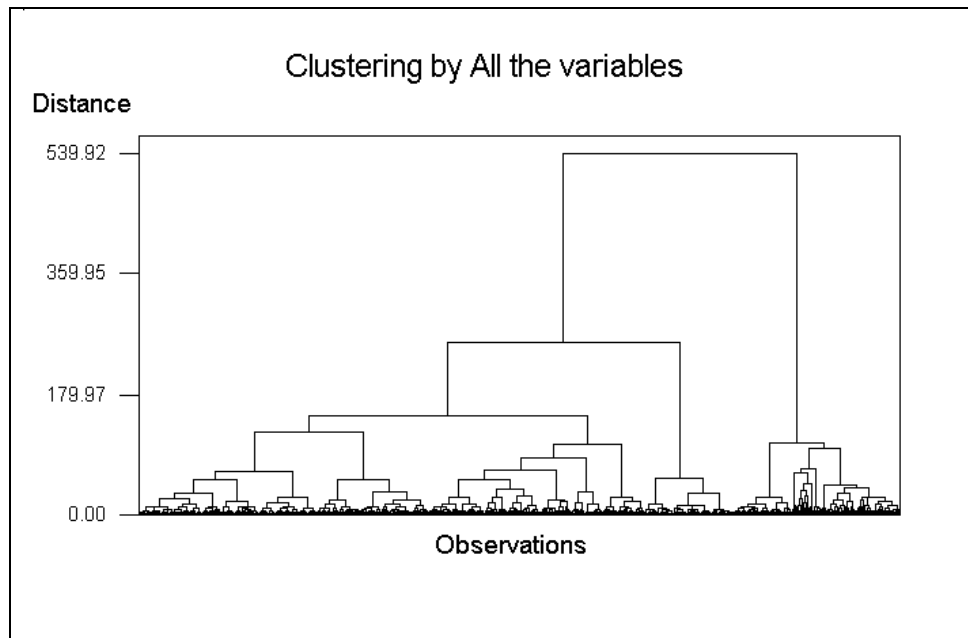 Clustering by All the variables
Distance
539.92
359.95
179.97
0.00
Observations